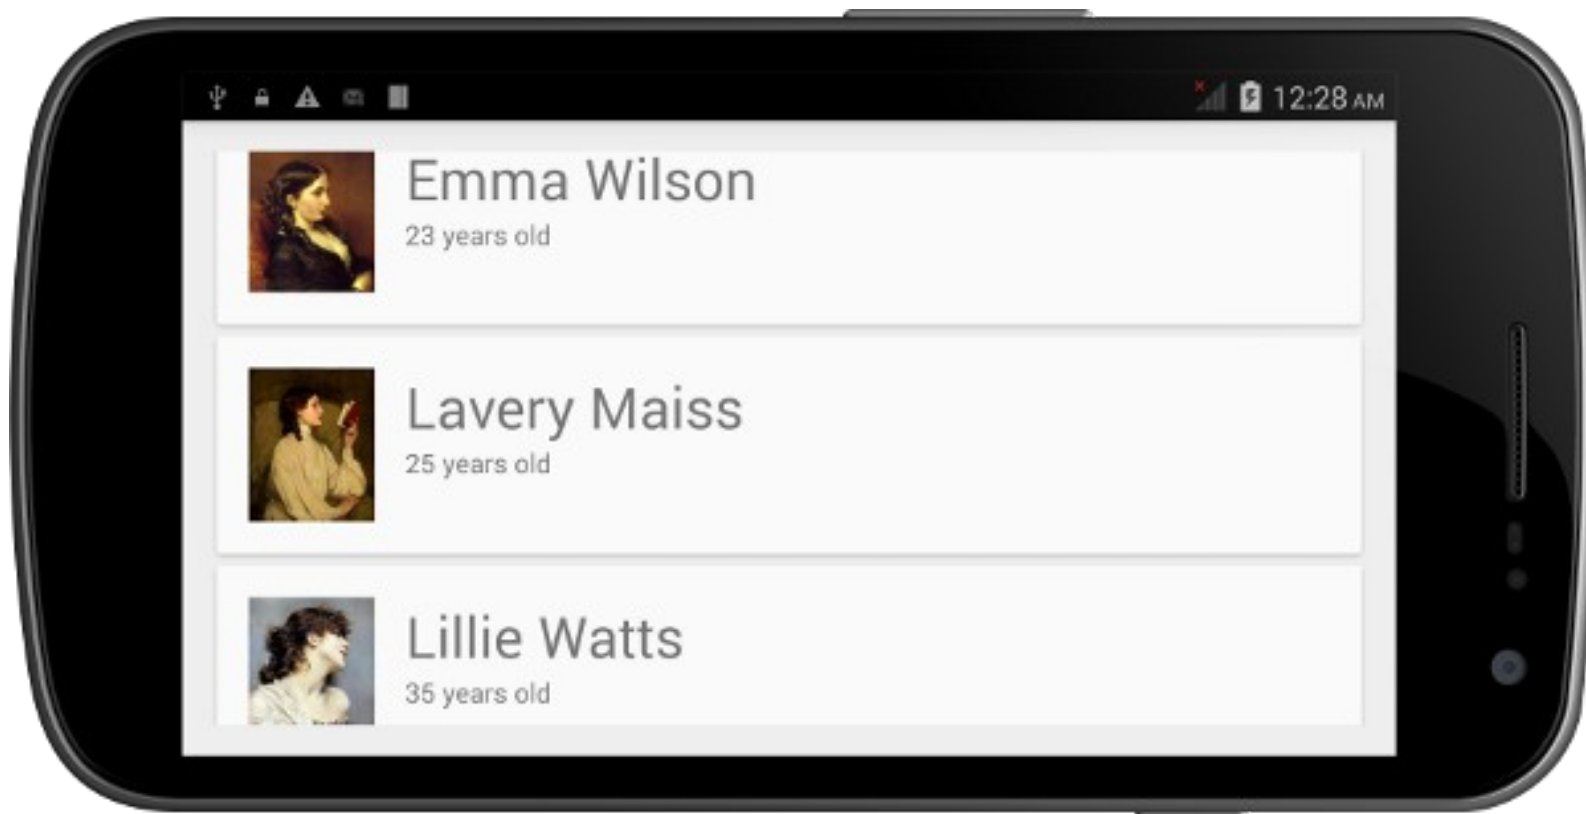 12:28 AM
Emma Wilson
23 years old
Lavery Maiss
25 years old
Lillie Watts
35 years old